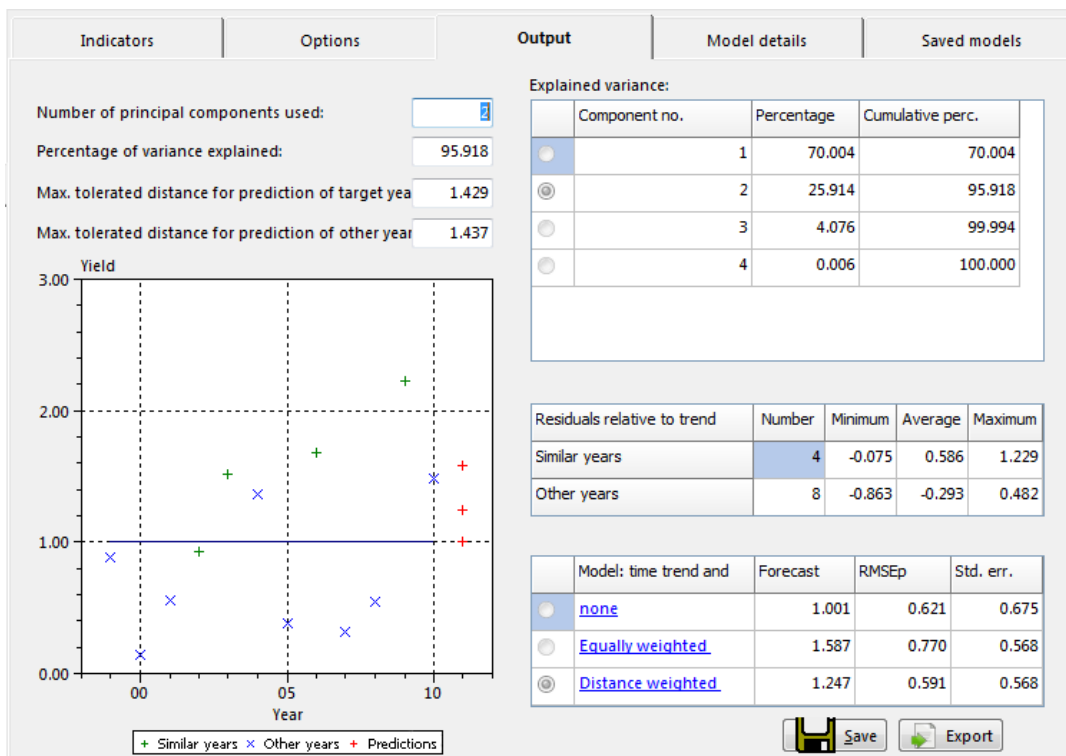 Indicators Options Output Model details Saved models
Number of principal components used: 2
Percentage of variance explained: 95.918
Max. tolerated distance for prediction of target yea 1.429
Max. tolerated distance for prediction of other year 1.437
Explained variance:
Component no. Percentage Cumulative perc.
1 70.004 70.004
2 25.914 95.918
3 4.076 99.994
4 0.006 100.000
Yield
3.00
2.00
1.00
0.00
00 05 10
Year
+ Similar years × Other years + Predictions
Residuals relative to trend Number Minimum Average Maximum
Similar years 4 -0.075 0.586 1.229
Other years 8 -0.863 -0.293 0.482
Model: time trend and Forecast RMSEp Std. err.
none 1.001 0.621 0.675
Equally weighted 1.587 0.770 0.568
Distance weighted 1.247 0.591 0.568
Save Export